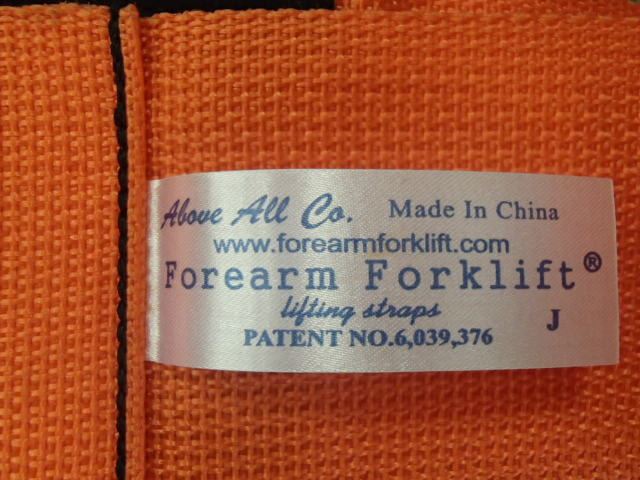 Above All Co. Made In China
www.forearmforklift.com
Forearm Forklift®
lifting straps
J
PATENT NO.6,039,376